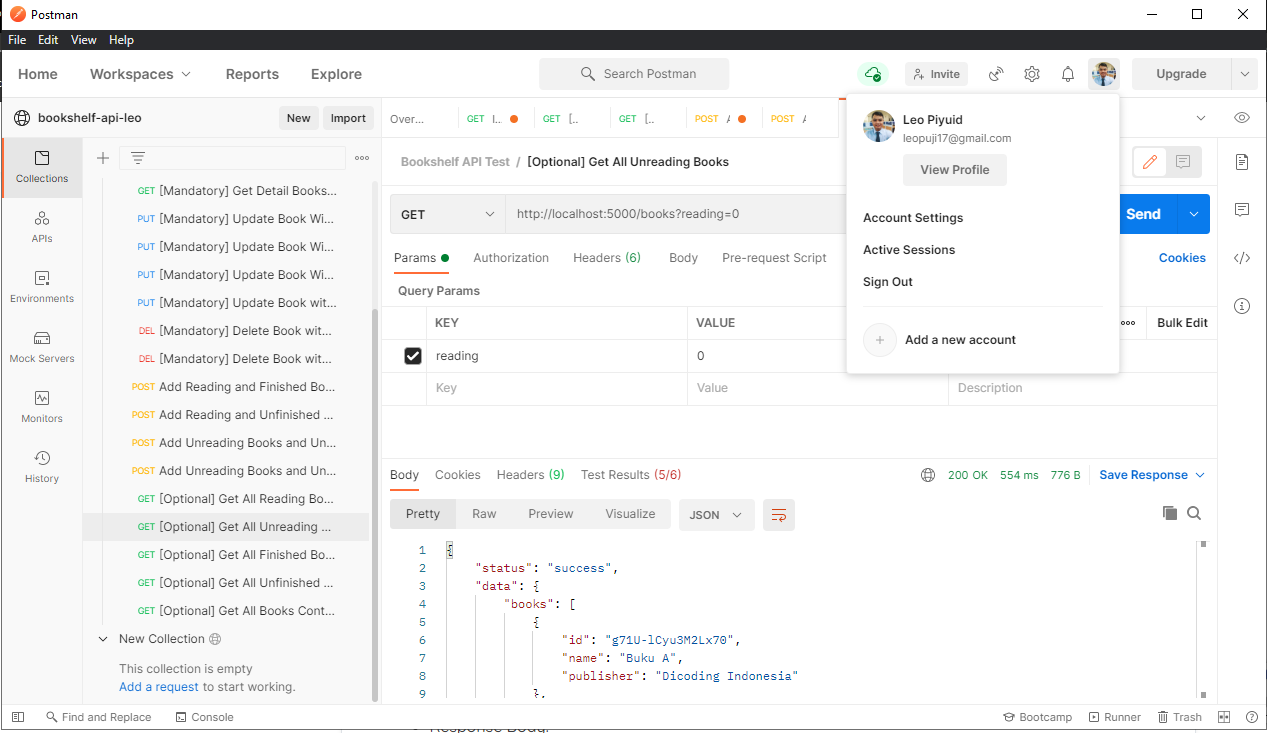 Postman
File Edit View Help
Home Workspaces Reports Explore Search Postman Invite Upgrade
bookshelf-api-leo New Import
Over... GET I... GET [.. GET [.. POST POST
Leo Piyuid
leopuji17@gmail.com
View Profile
Account Settings
Active Sessions
Sign Out
Add a new account
Collections
APIs
Environments
Mock Servers
Monitors
History
GET [Mandatory] Get Detail Books...
PUT [Mandatory] Update Book Wi...
PUT [Mandatory] Update Book Wi...
PUT [Mandatory] Update Book Wi...
PUT [Mandatory] Update Book wit...
DEL [Mandatory] Delete Book wit...
DEL [Mandatory] Delete Book wit...
POST Add Reading and Finished Bo...
POST Add Reading and Unfinished ...
POST Add Unreading Books and Un...
POST Add Unreading Books and Un...
GET [Optional] Get All Reading Bo...
GET [Optional] Get All Unreading ...
GET [Optional] Get All Finished Bo...
GET [Optional] Get All Unfinished ...
GET [Optional] Get All Books Cont...
New Collection
This collection is empty
Add a request to start working.
Bookshelf API Test / [Optional] Get All Unreading Books
GET http://localhost:5000/books?reading=0 Send
Params Authorization Headers (6) Body Pre-request Script Cookies
Query Params
KEY VALUE Bulk Edit
reading 0
Key Value Description
Body Cookies Headers (9) Test Results (5/6) 200 OK 554 ms 776 B Save Response
Pretty Raw Preview Visualize JSON
1 {
2 "status": "success",
3 "data": {
4 "books": [
5 {
6 "id": "g71U-lCyu3M2Lx70",
7 "name": "Buku A",
8 "publisher": "Dicoding Indonesia"
9 },
Find and Replace Console Bootcamp Runner Trash